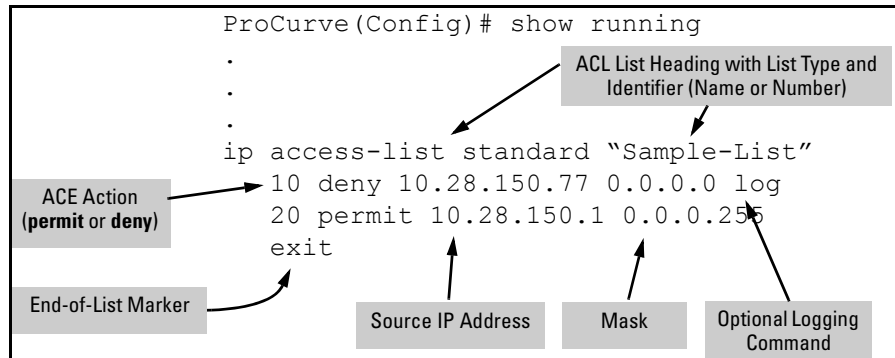 ProCurve(Config)# show running
.
.
.
ACL List Heading with List Type and
Identifier (Name or Number)
ip access-list standard “Sample-List”
10 deny 10.28.150.77 0.0.0.0 log
20 permit 10.28.150.1 0.0.0.255
exit
ACE Action
(permit or deny)
End-of-List Marker
Source IP Address
Mask
Optional Logging
Command